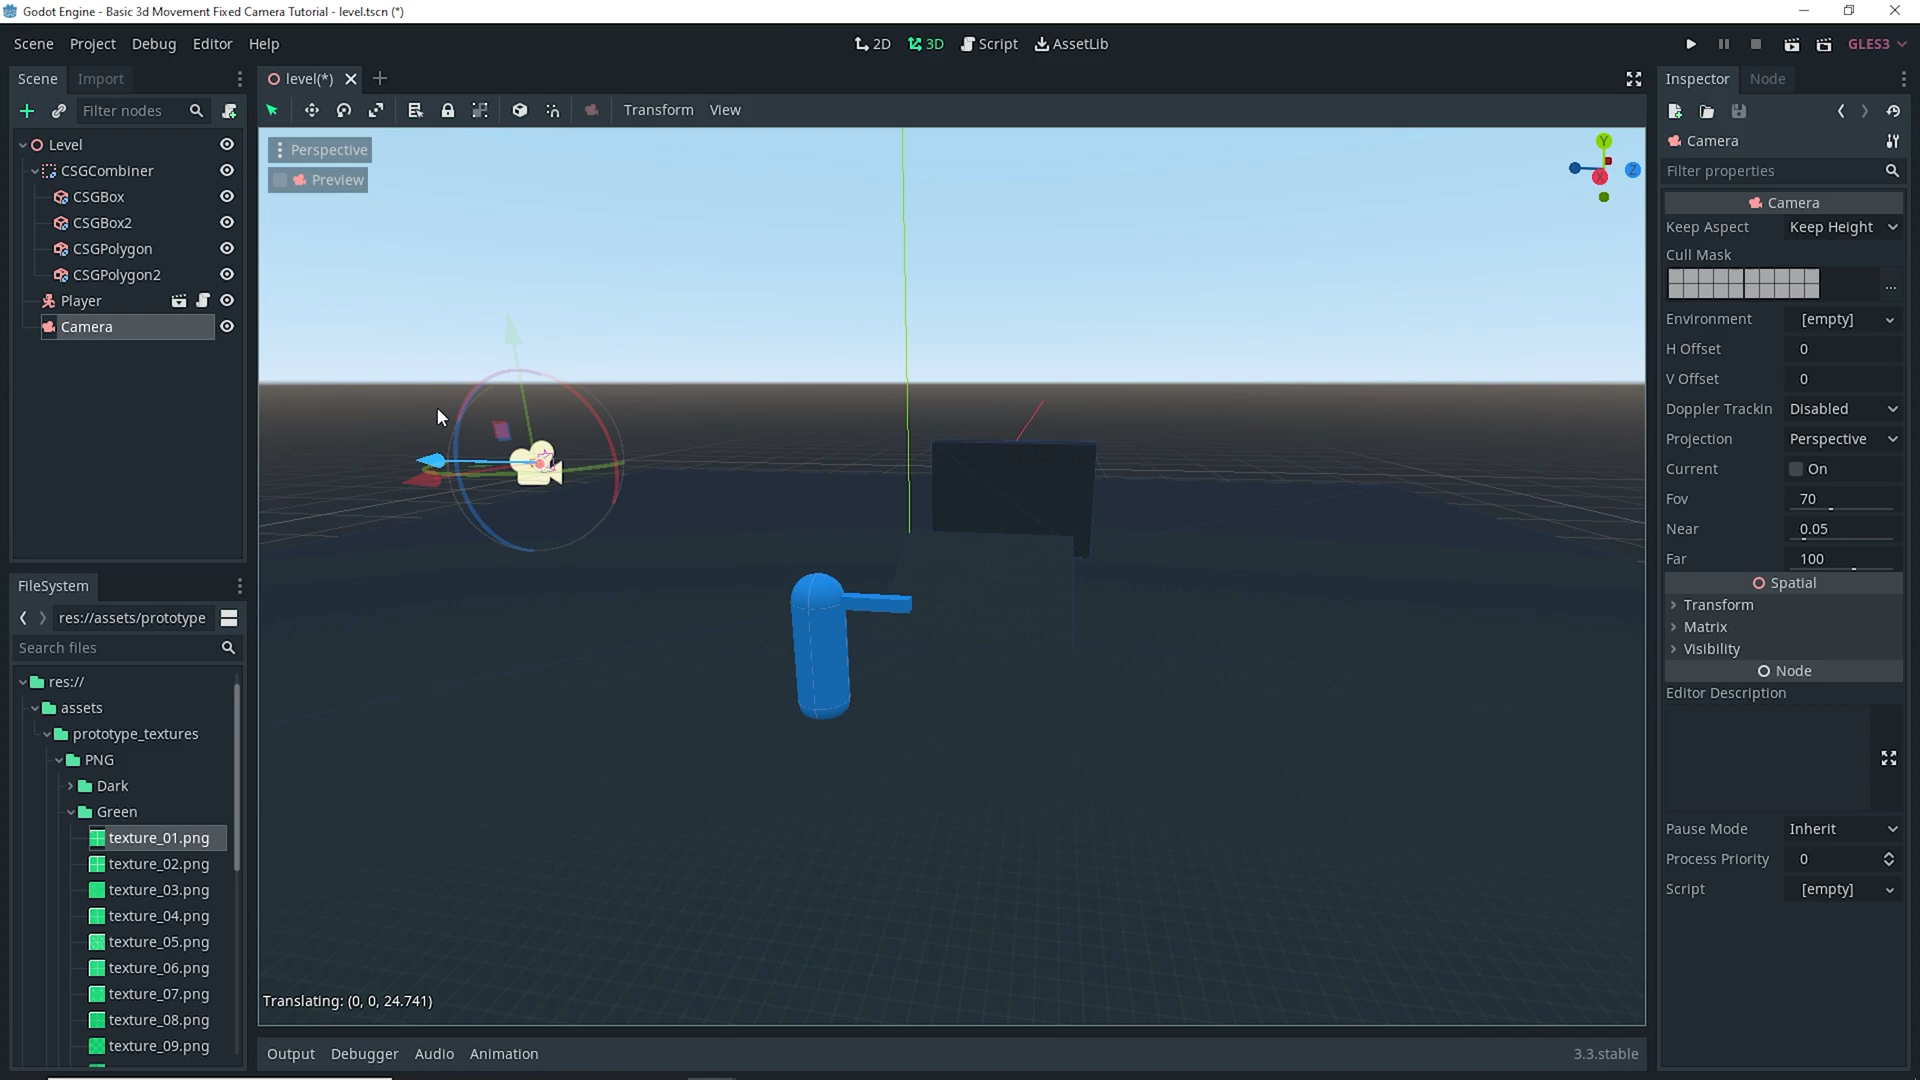 Godot Engine - Basic 3d Movement Fixed Camera Tutorial - level.tscn (*)
Scene Project Debug Editor Help
2D 3D Script AssetLib
GLES3
Scene Import
level(*)
Inspector Node
Filter nodes
Transform View
Level
CSGCombiner
CSGBox
CSGBox2
CSGPolygon
CSGPolygon2
Player
Camera
FileSystem
res://assets/prototype
Search files
res://
assets
prototype_textures
PNG
Dark
Green
texture_01.png
texture_02.png
texture_03.png
texture_04.png
texture_05.png
texture_06.png
texture_07.png
texture_08.png
texture_09.png
Perspective
Preview
Y
X
Z
Translating: (0, 0, 24.741)
Output Debugger Audio Animation
3.3.stable
Camera
Filter properties
Camera
Keep Aspect Keep Height
Cull Mask
...
Environment [empty]
H Offset 0
V Offset 0
Doppler Trackin Disabled
Projection Perspective
Current On
Fov 70
Near 0.05
Far 100
Spatial
Transform
Matrix
Visibility
Node
Editor Description
Pause Mode Inherit
Process Priority 0
Script [empty]